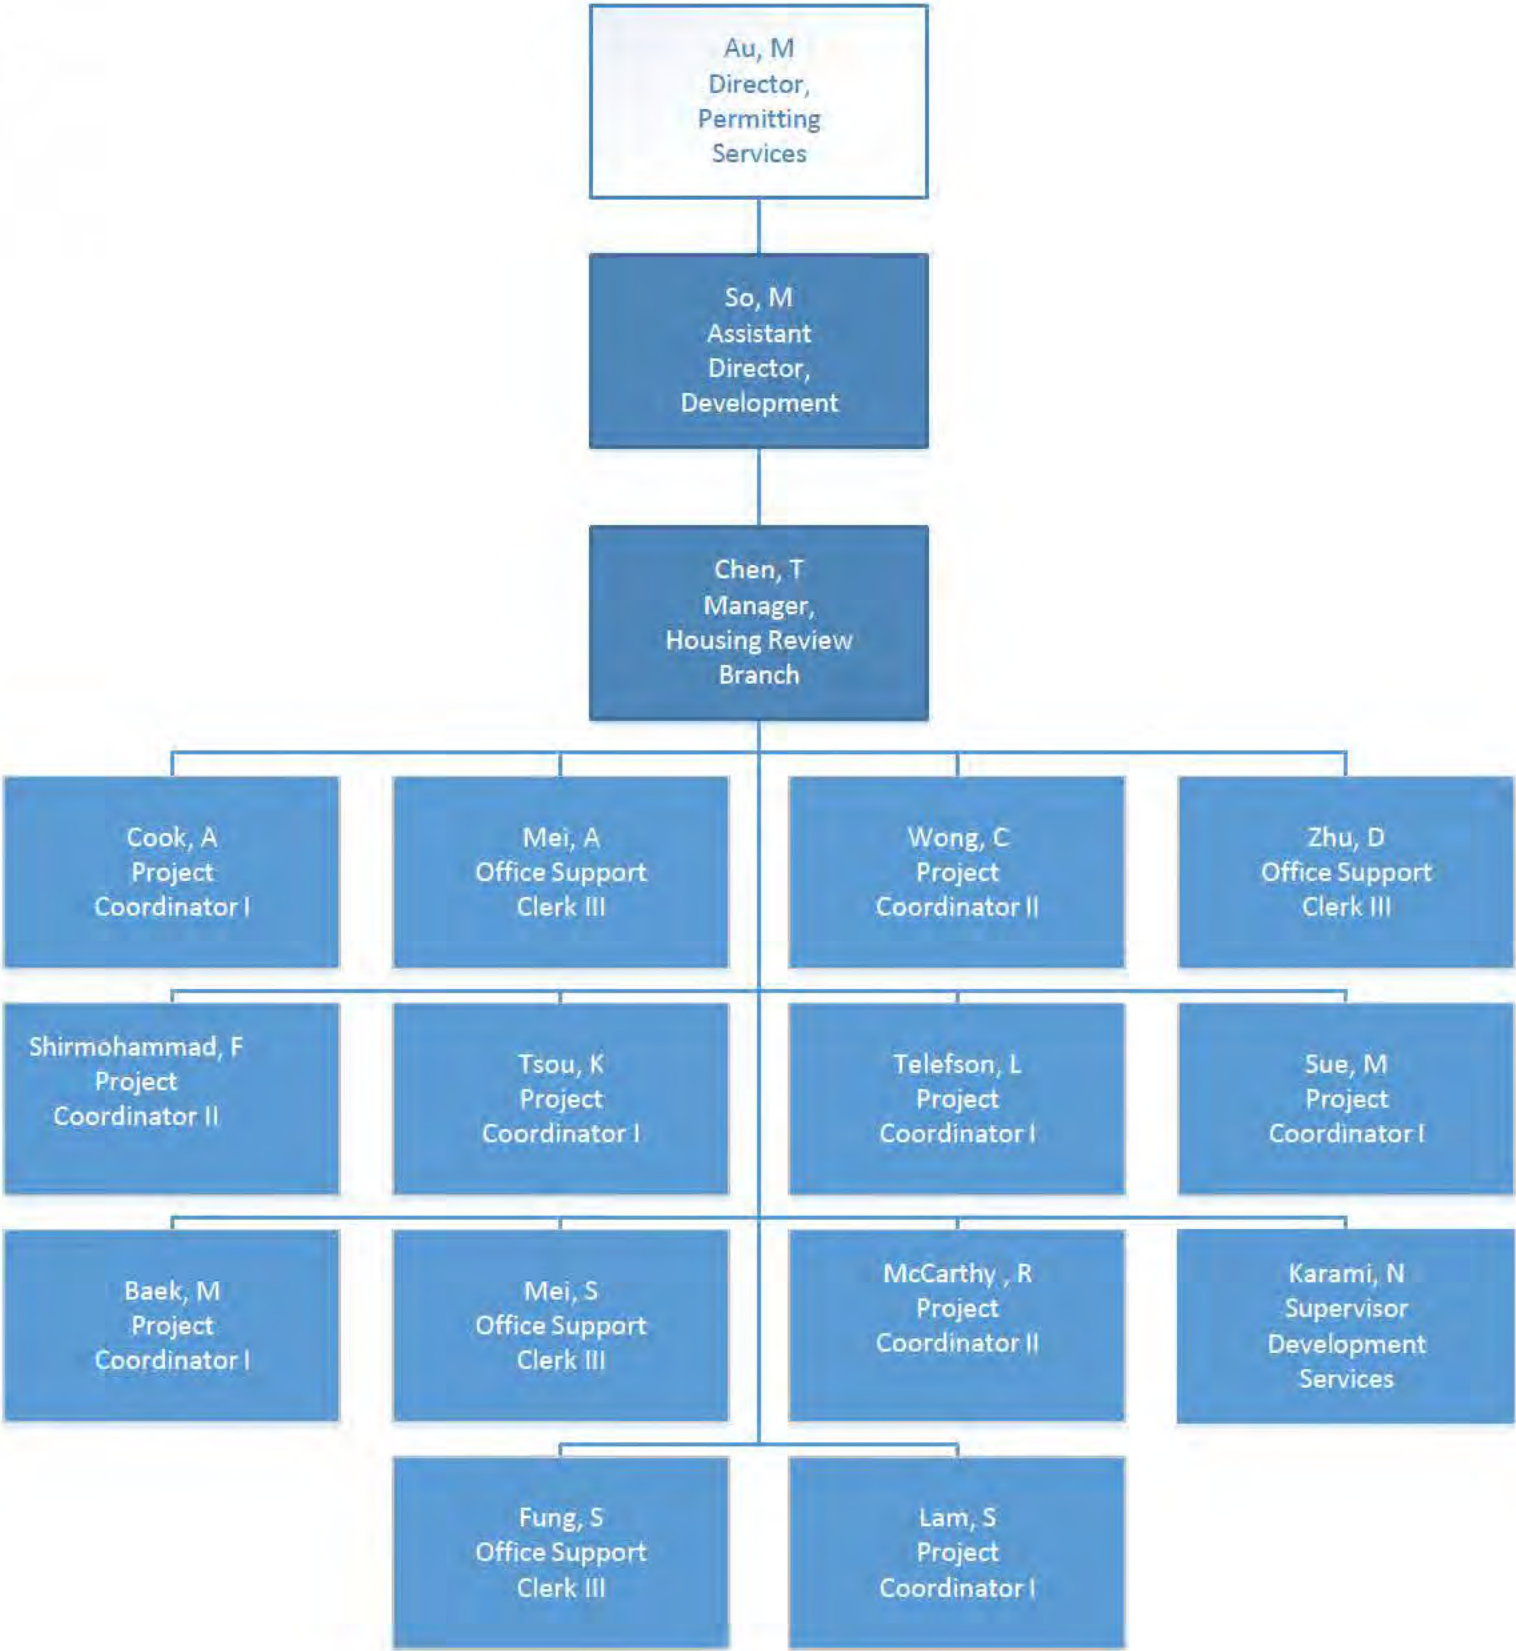 Au, M
Director,
Permitting
Services
So, M
Assistant
Director,
Development
Chen, T
Manager,
Housing Review
Branch
Cook, A
Project
Coordinator I
Mei, A
Office Support
Clerk III
Wong, C
Project
Coordinator II
Zhu, D
Office Support
Clerk III
Shirmohammad, F
Project
Coordinator II
Tsou, K
Project
Coordinator I
Telefson, L
Project
Coordinator I
Sue, M
Project
Coordinator I
Baek, M
Project
Coordinator I
Mei, S
Office Support
Clerk III
McCarthy , R
Project
Coordinator II
Karami, N
Supervisor
Development
Services
Fung, S
Office Support
Clerk III
Lam, S
Project
Coordinator I